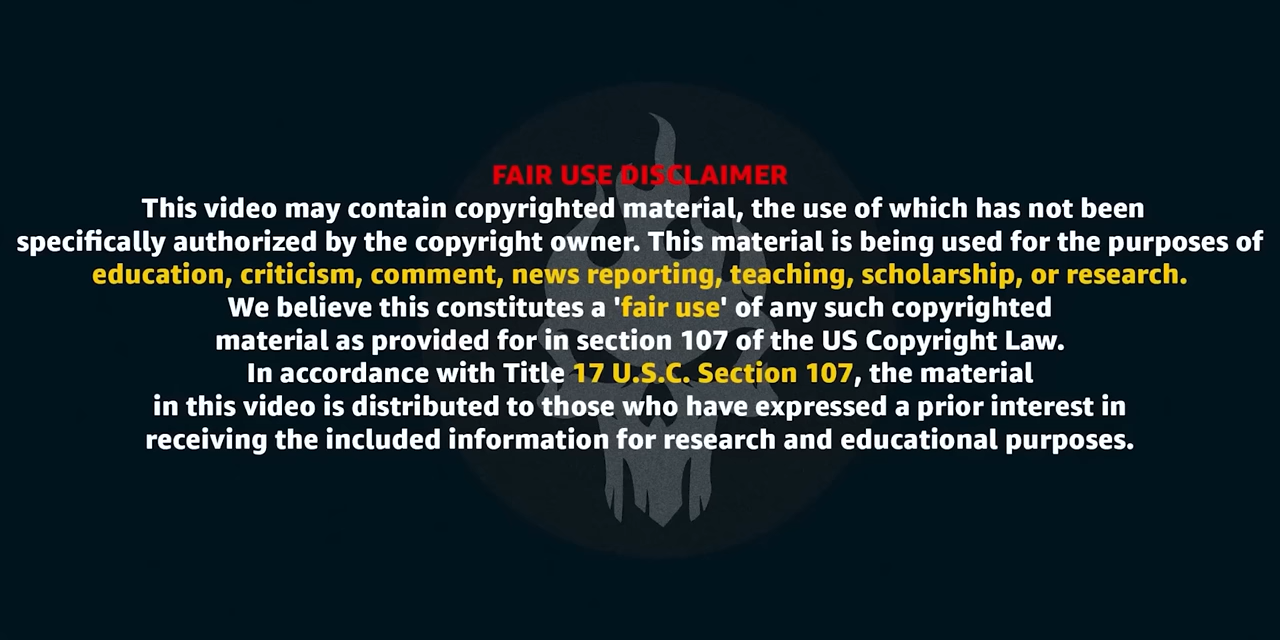 FAIR USE DISCLAIMER
This video may contain copyrighted material, the use of which has not been
specifically authorized by the copyright owner. This material is being used for the purposes of
education, criticism, comment, news reporting, teaching, scholarship, or research.
We believe this constitutes a 'fair use' of any such copyrighted
material as provided for in section 107 of the US Copyright Law.
In accordance with Title 17 U.S.C. Section 107, the material
in this video is distributed to those who have expressed a prior interest in
receiving the included information for research and educational purposes.